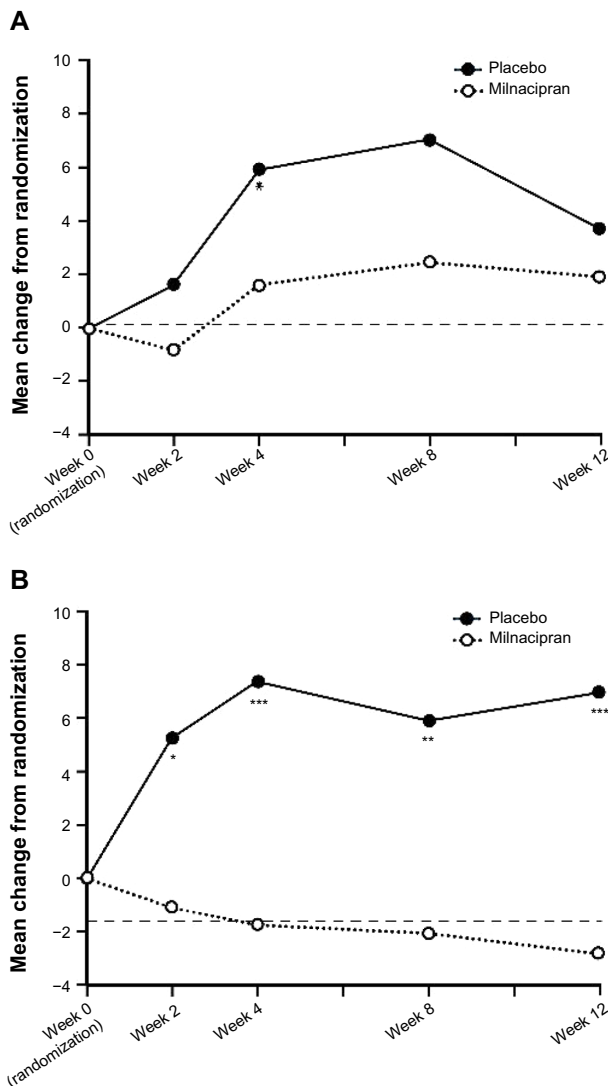 A
Mean change from randomization
10
8
6
4
2
0
−2
−4
Placebo
Milnacipran
*
Week 0
(randomization)
Week 2
Week 4
Week 8
Week 12
B
Mean change from randomization
10
8
6
4
2
0
−2
−4
Placebo
Milnacipran
*
***
**
***
Week 0
(randomization)
Week 2
Week 4
Week 8
Week 12